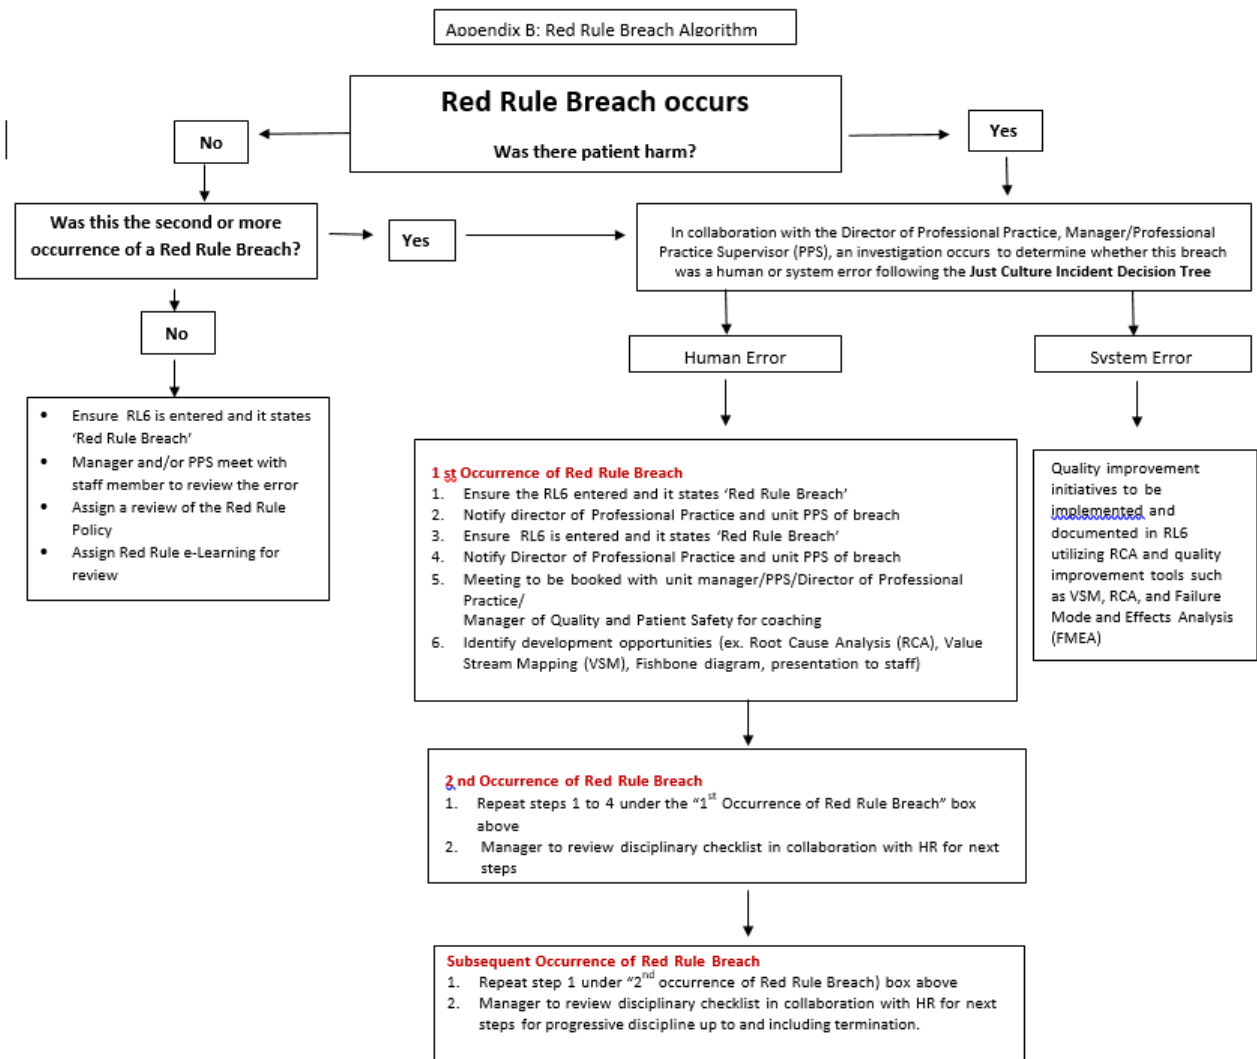 Appendix B: Red Rule Breach Algorithm
Red Rule Breach occurs
Was there patient harm?
No
Yes
Was this the second or more
occurrence of a Red Rule Breach?
Yes
In collaboration with the Director of Professional Practice, Manager/Professional
Practice Supervisor (PPS), an investigation occurs to determine whether this breach
was a human or system error following the Just Culture Incident Decision Tree
No
Human Error
System Error
• Ensure RL6 is entered and it states
‘Red Rule Breach’
• Manager and/or PPS meet with
staff member to review the error
• Assign a review of the Red Rule
Policy
• Assign Red Rule e-Learning for
review
1 st Occurrence of Red Rule Breach
1. Ensure the RL6 entered and it states ‘Red Rule Breach’
2. Notify director of Professional Practice and unit PPS of breach
3. Ensure RL6 is entered and it states ‘Red Rule Breach’
4. Notify Director of Professional Practice and unit PPS of breach
5. Meeting to be booked with unit manager/PPS/Director of Professional
Practice/
Manager of Quality and Patient Safety for coaching
6. Identify development opportunities (ex. Root Cause Analysis (RCA), Value
Stream Mapping (VSM), Fishbone diagram, presentation to staff)
Quality improvement
initiatives to be
implemented and
documented in RL6
utilizing RCA and quality
improvement tools such
as VSM, RCA, and Failure
Mode and Effects Analysis
(FMEA)
2 nd Occurrence of Red Rule Breach
1. Repeat steps 1 to 4 under the “1st Occurrence of Red Rule Breach” box
above
2. Manager to review disciplinary checklist in collaboration with HR for next
steps
Subsequent Occurrence of Red Rule Breach
1. Repeat step 1 under “2nd occurrence of Red Rule Breach) box above
2. Manager to review disciplinary checklist in collaboration with HR for next
steps for progressive discipline up to and including termination.